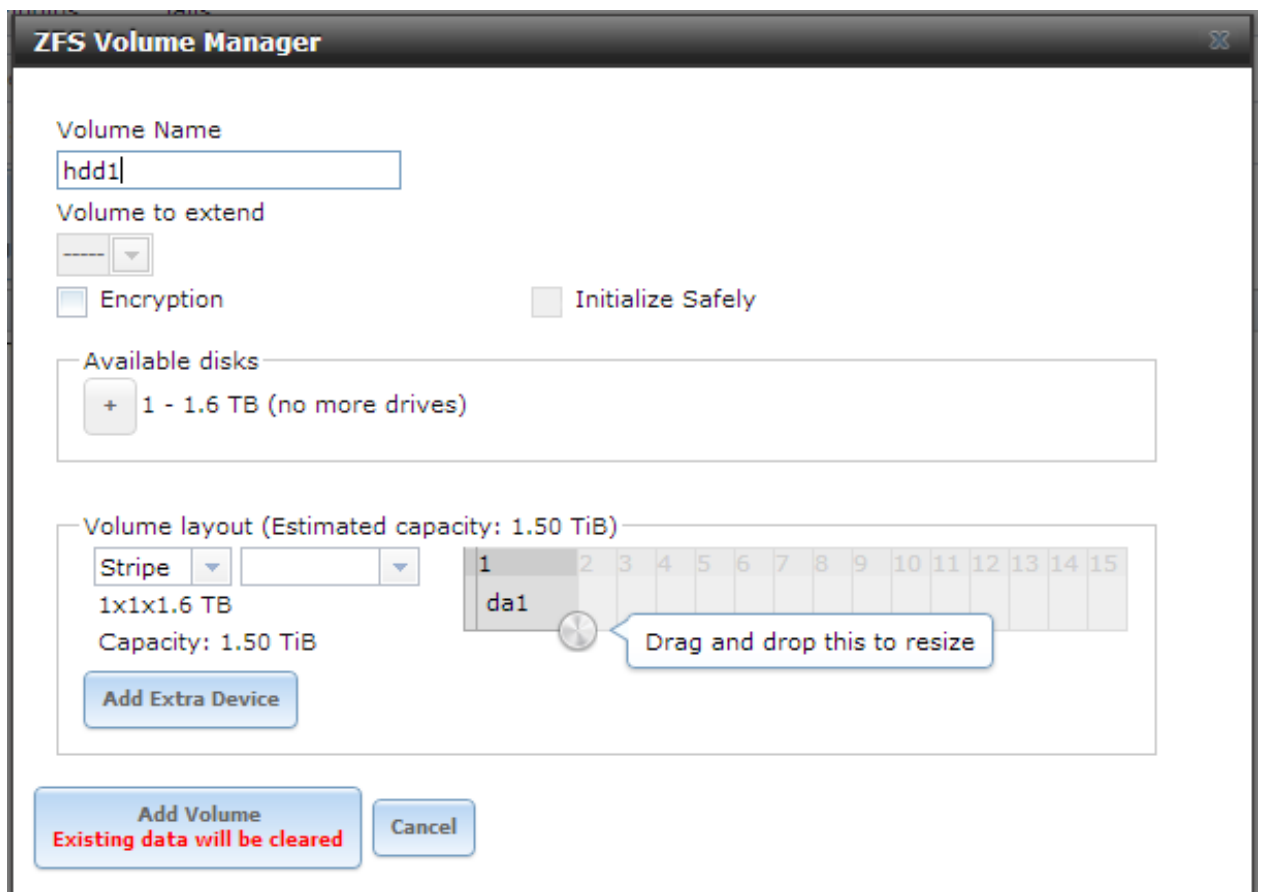 ZFS Volume Manager
Volume Name
hdd1
Volume to extend
-----
Encryption
Initialize Safely
Available disks
+ 1 - 1.6 TB (no more drives)
Volume layout (Estimated capacity: 1.50 TiB)
Stripe
1 2 3 4 5 6 7 8 9 10 11 12 13 14 15
1x1x1.6 TB
da1
Capacity: 1.50 TiB
Drag and drop this to resize
Add Extra Device
Add Volume
Existing data will be cleared
Cancel